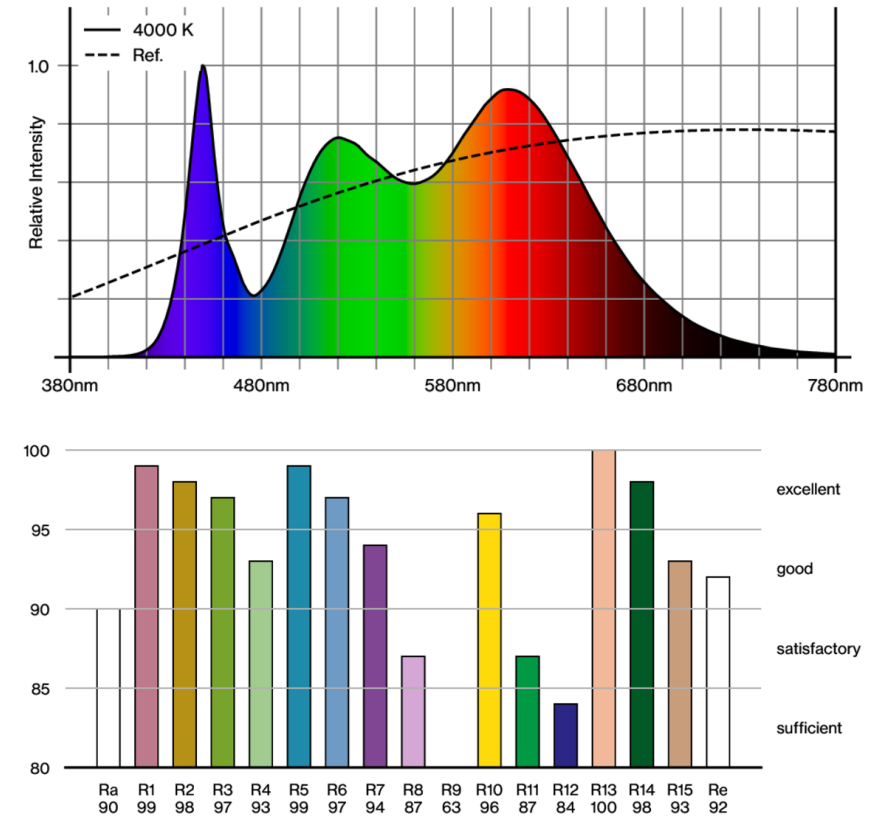 4000 K
Ref.
1.0
Relative Intensity
380nm 480nm 580nm 680nm 780nm
100
excellent
95
good
90
satisfactory
85
sufficient
80
Ra R1 R2 R3 R4 R5 R6 R7 R8 R9 R10 R11 R12 R13 R14 R15 Re
90 99 98 97 93 99 97 94 87 63 96 87 84 100 98 93 92